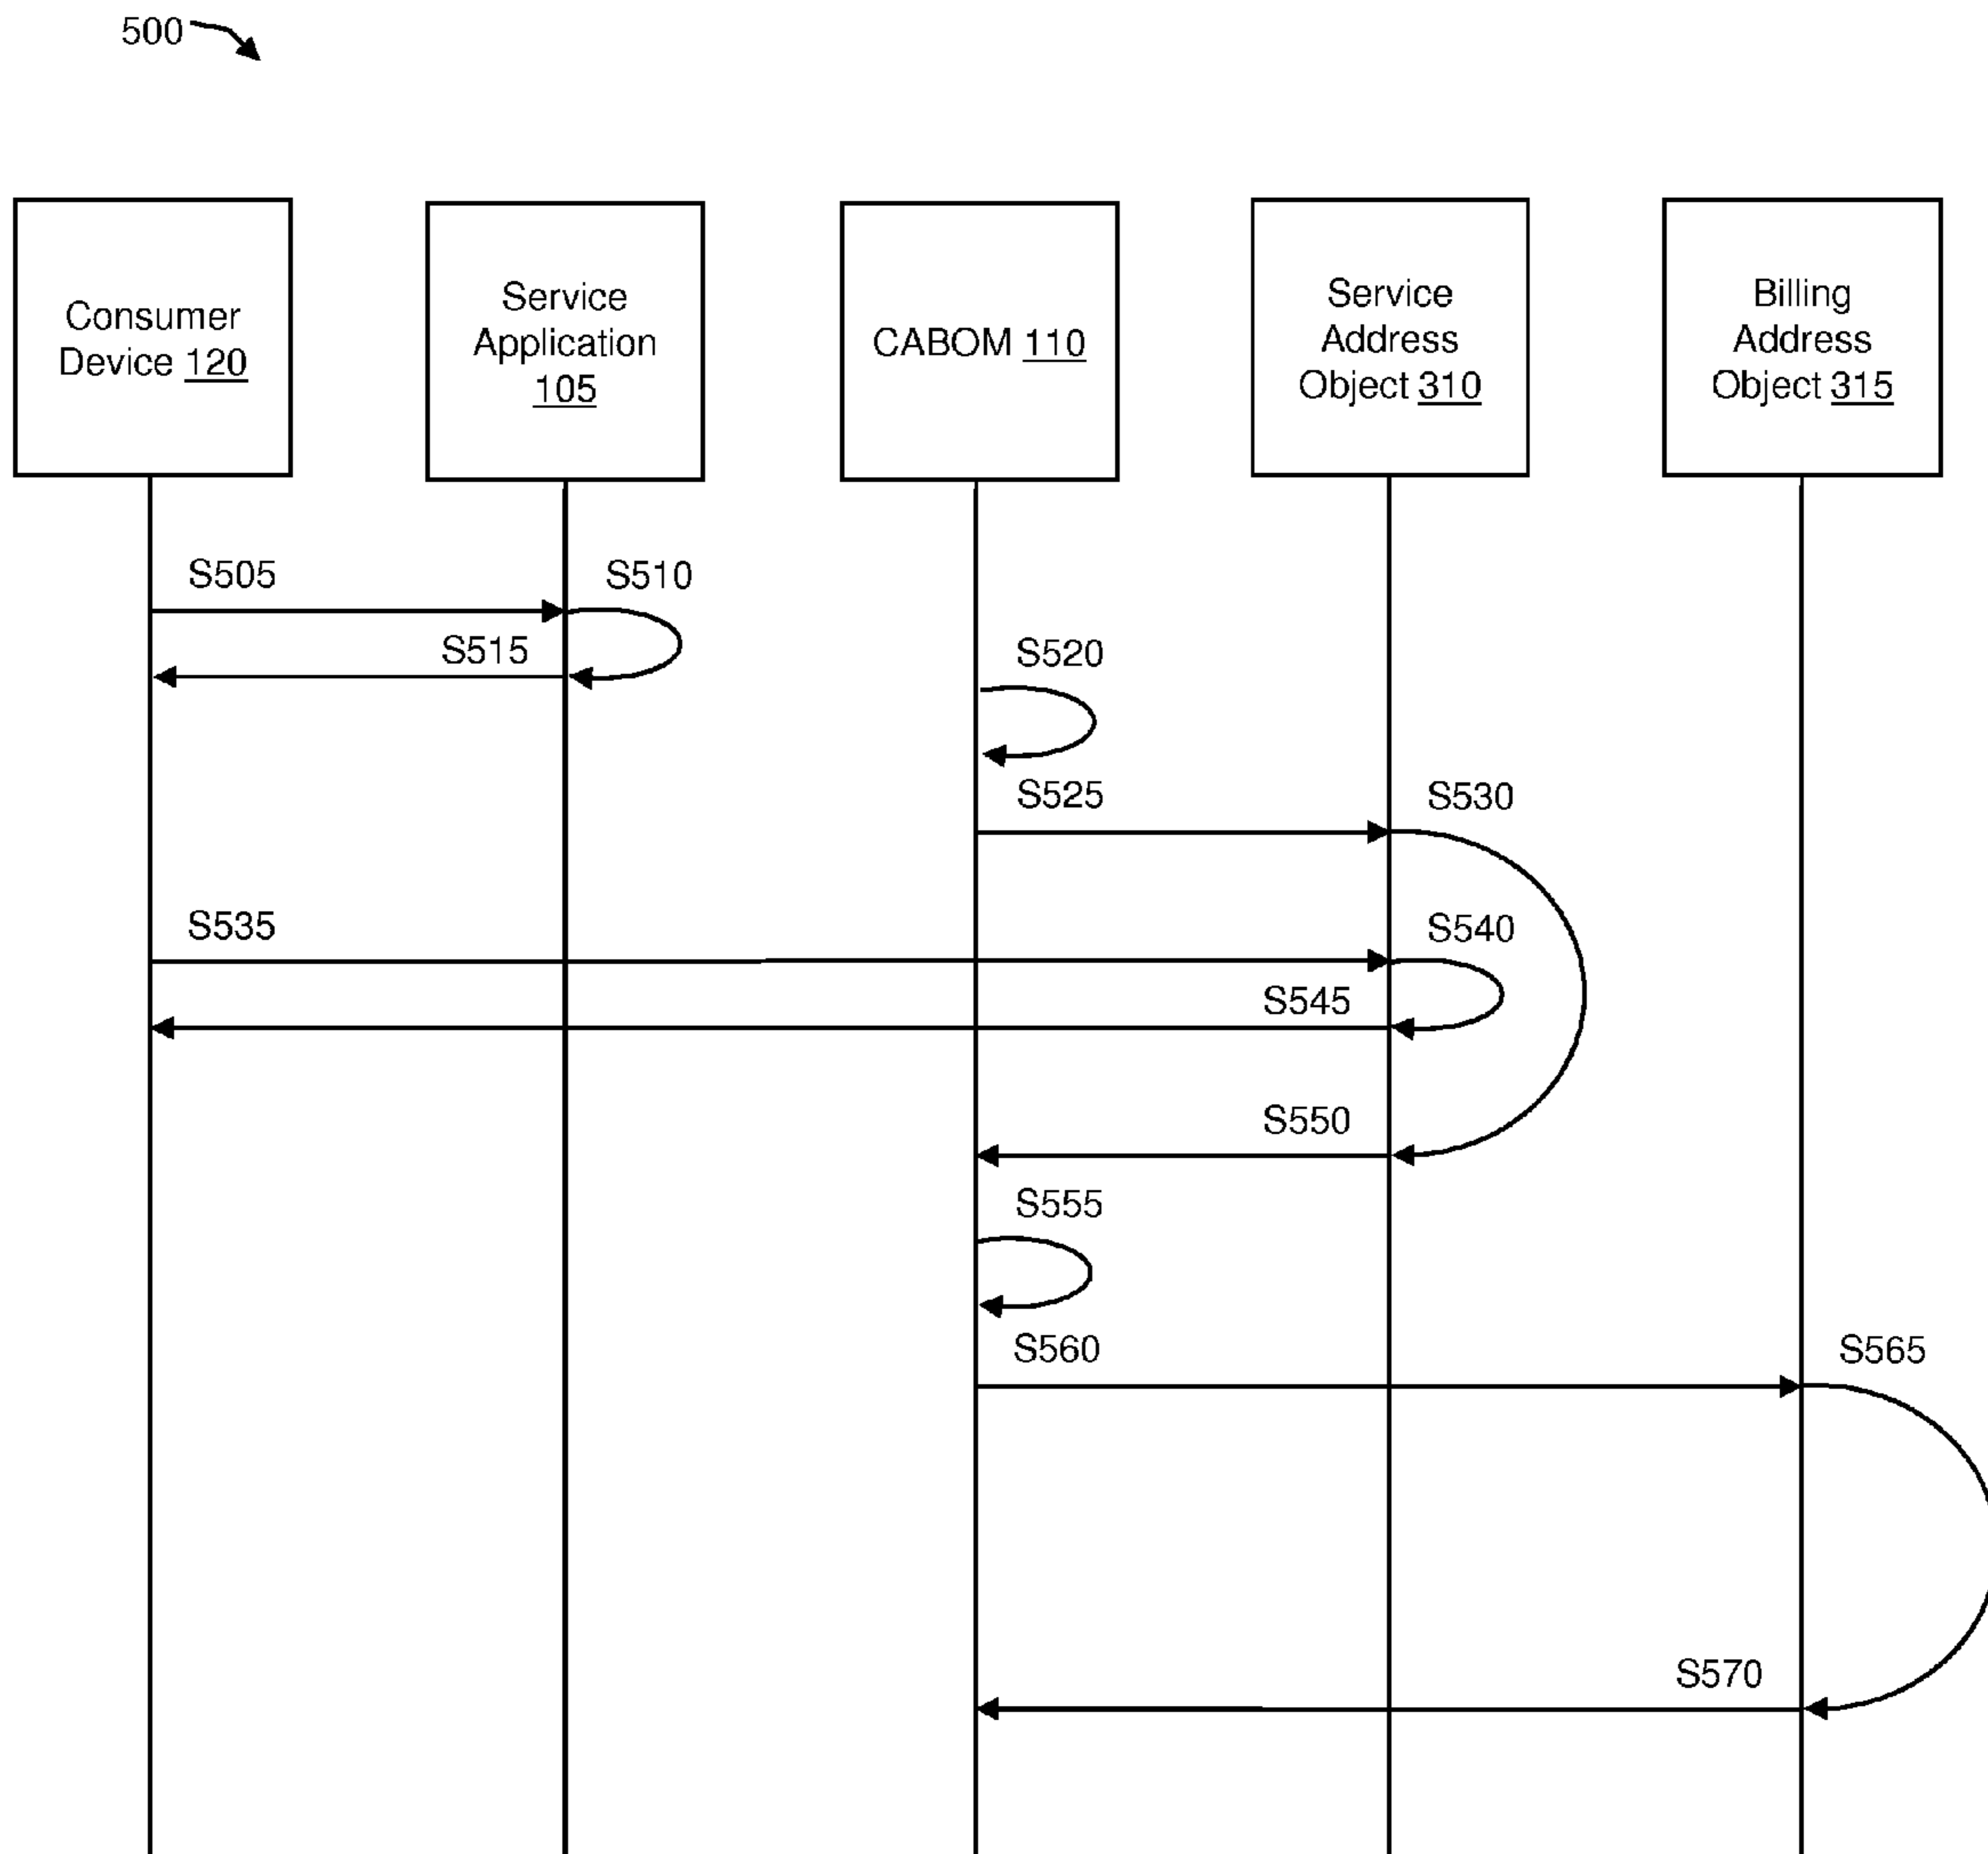 500
Consumer
Device 120
Service
Application
105
CABOM 110
Service
Address
Object 310
Billing
Address
Object 315
S505
S510
S515
S520
S525
S530
S535
S540
S545
S550
S555
S560
S565
S570